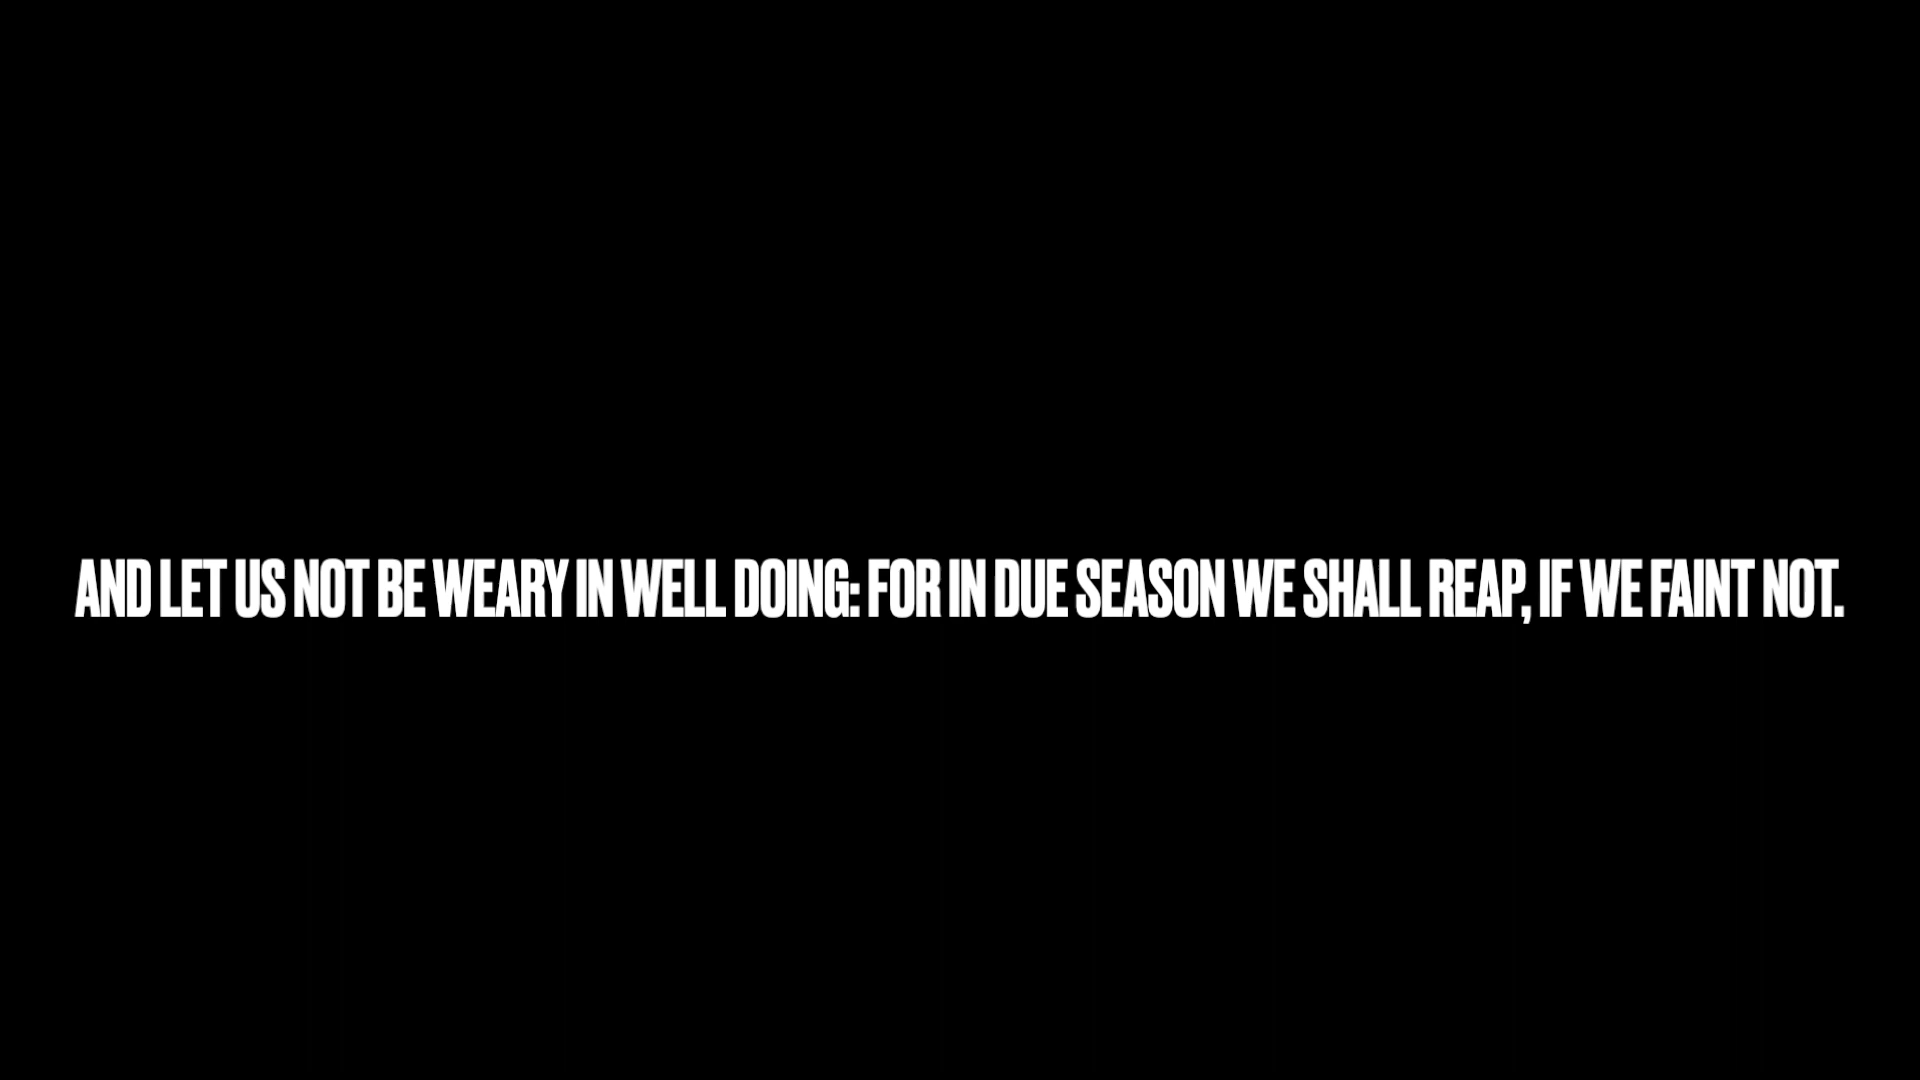 AND LET US NOT BE WEARY IN WELL DOING: FOR IN DUE SEASON WE SHALL REAP, IF WE FAINT NOT.